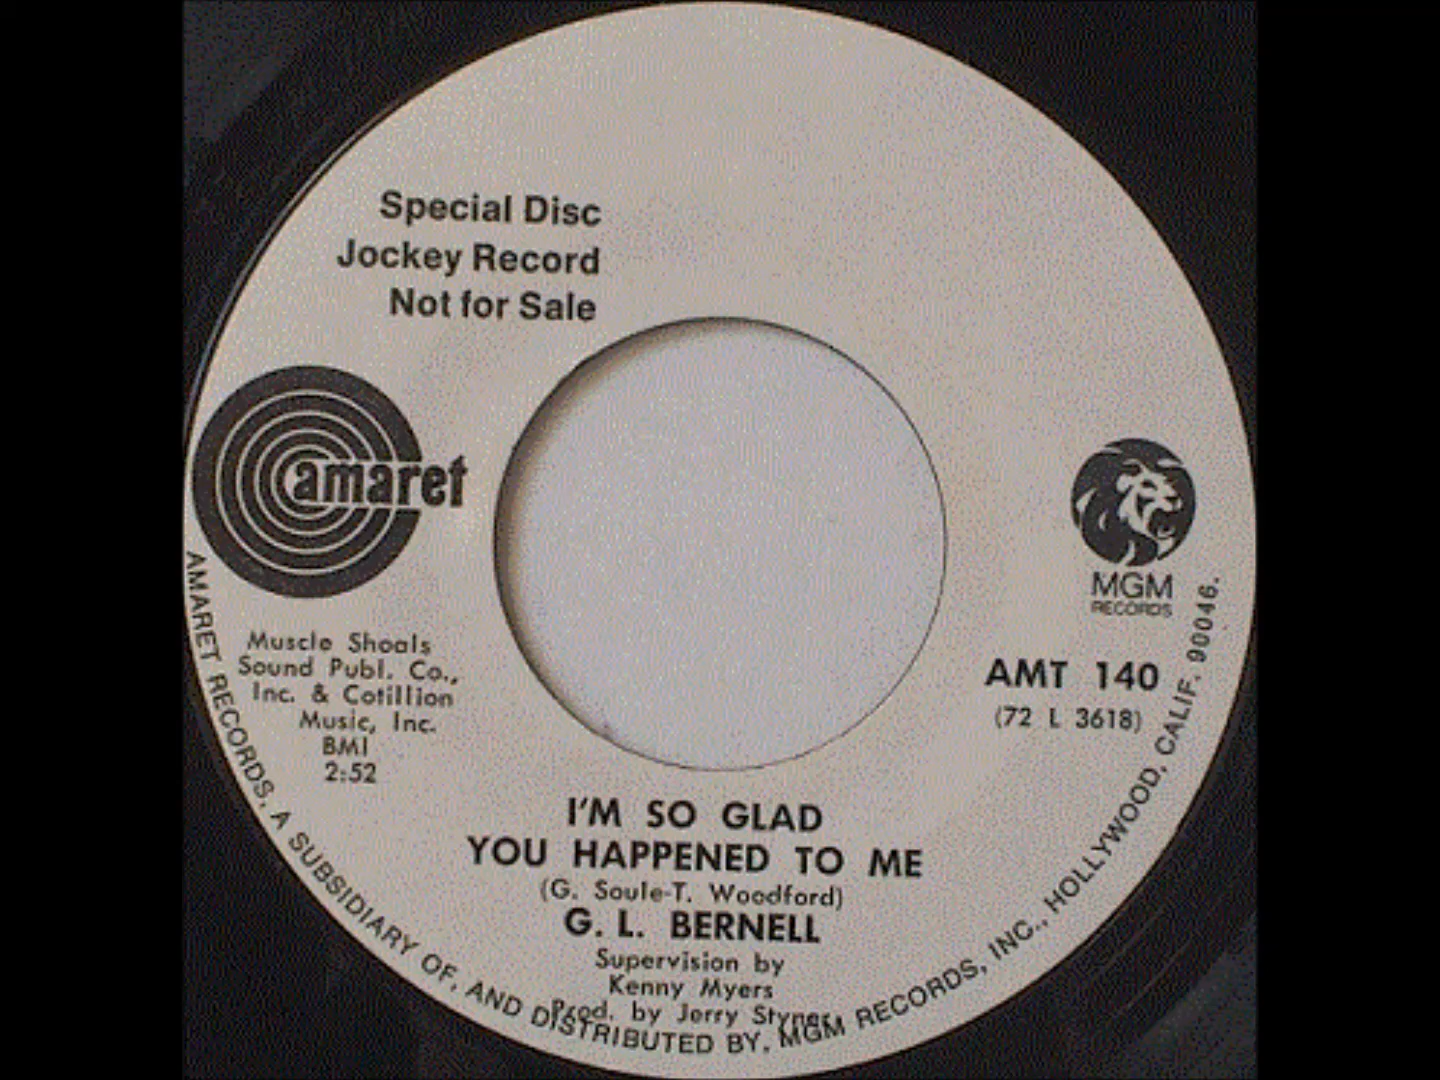 Special Disc
Jockey Record
Not for Sale
amaret
MGM
RECORDS
Muscle Shoals
Sound Publ. Co.,
Inc. & Cotillion
Music, Inc.
BMI
2:52
AMT 140
(72 L 3618)
I'M SO GLAD
YOU HAPPENED TO ME
(G. Soule-T. Woodford)
G. L. BERNELL
Supervision by
Kenny Myers
Prod. by Jerry Styner
AMARET RECORDS, A SUBSIDIARY OF, AND DISTRIBUTED BY, MGM RECORDS, INC., HOLLYWOOD, CALIF. 90046.